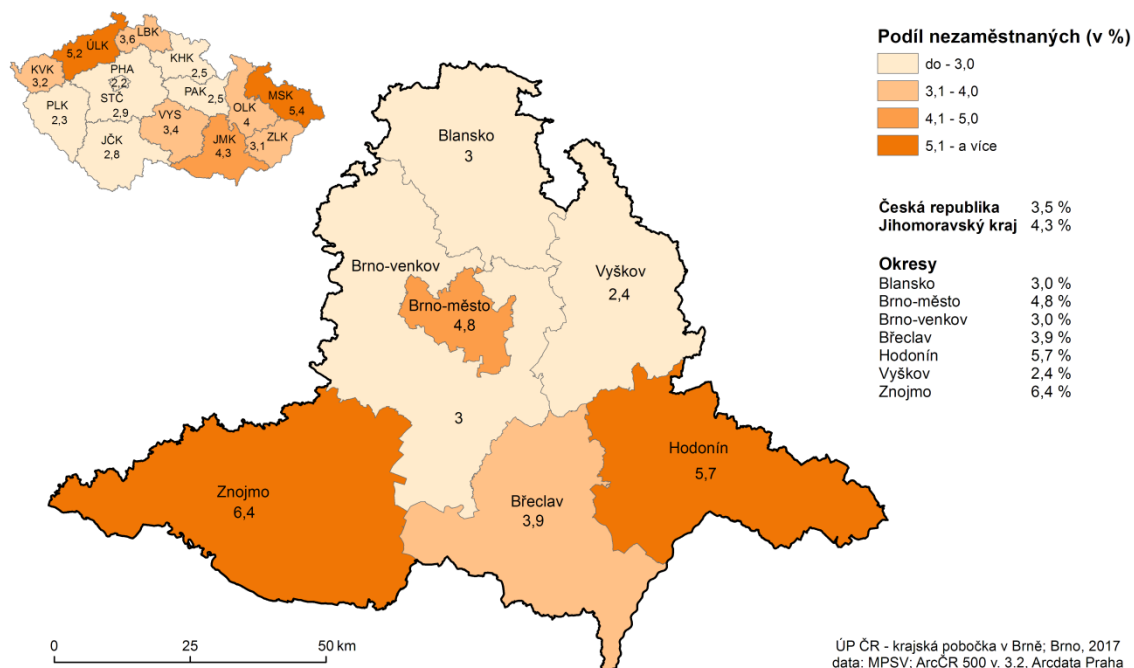 Podíl nezaměstnaných (v %)
do - 3,0
3,1 - 4,0
4,1 - 5,0
5,1 - a více
Česká republika 3,5 %
Jihomoravský kraj 4,3 %
Okresy
Blansko 3,0 %
Brno-město 4,8 %
Brno-venkov 3,0 %
Břeclav 3,9 %
Hodonín 5,7 %
Vyškov 2,4 %
Znojmo 6,4 %
LBK
3,6
ÚLK
5,2
KVK
3,2
KHK
2,5
PHA
2,2
STČ
2,9
PAK
2,5
MSK
5,4
OLK
4
PLK
2,3
VYS
3,4
JMK
4,3
ZLK
3,1
JČK
2,8
Blansko
3
Brno-venkov
Vyškov
2,4
Brno-město
4,8
3
Hodonín
5,7
Znojmo
6,4
Břeclav
3,9
0 25 50 km
ÚP ČR - krajská pobočka v Brně; Brno, 2017
data: MPSV; ArcČR 500 v. 3.2, Arcdata Praha